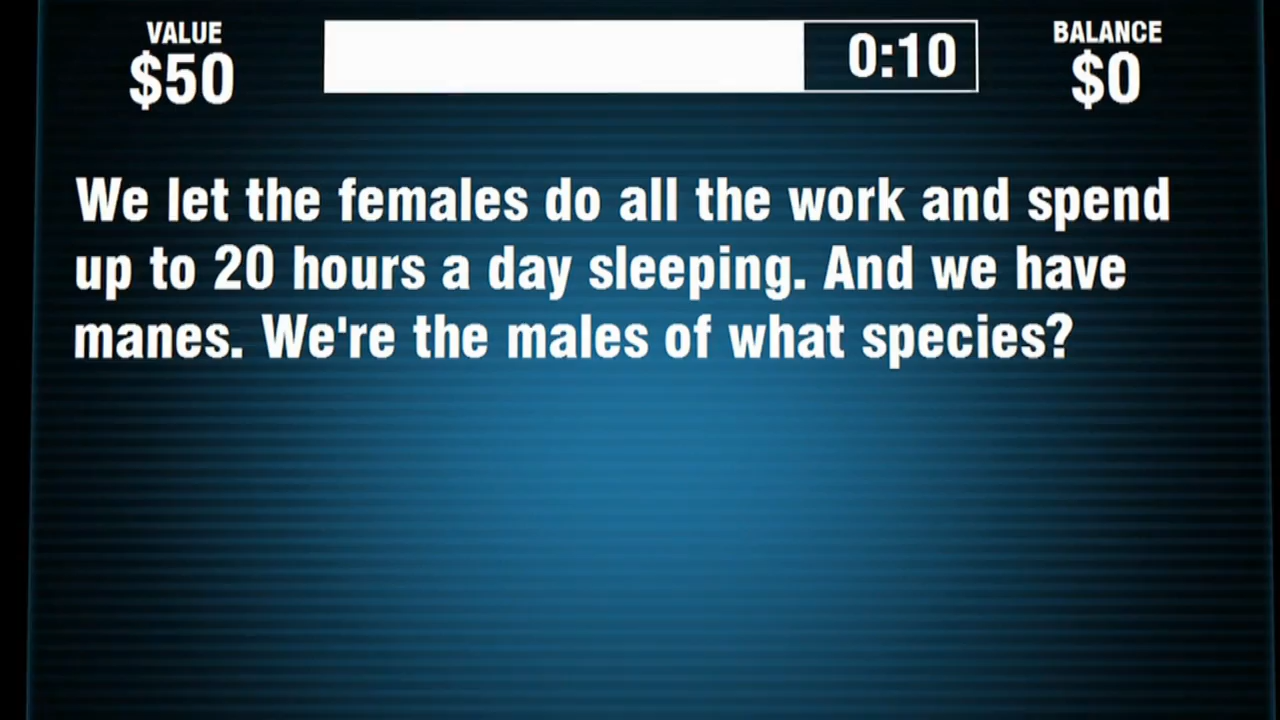 VALUE
$50
0:10
BALANCE
$0
We let the females do all the work and spend
up to 20 hours a day sleeping. And we have
manes. We're the males of what species?